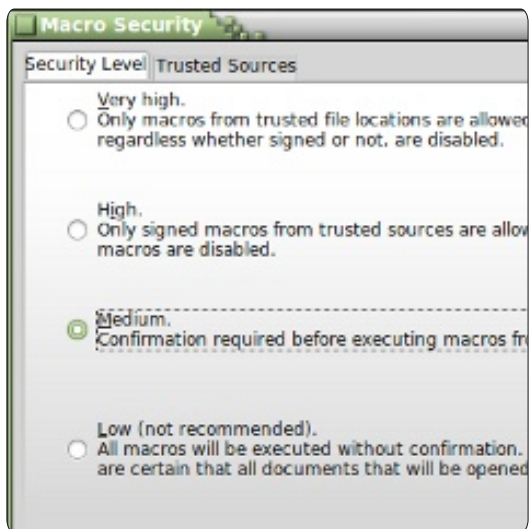 Macro Security
Security Level Trusted Sources
Very high.
Only macros from trusted file locations are allowed
regardless whether signed or not, are disabled.
High.
Only signed macros from trusted sources are allow
macros are disabled.
Medium.
Confirmation required before executing macros fr
Low (not recommended).
All macros will be executed without confirmation.
are certain that all documents that will be opened